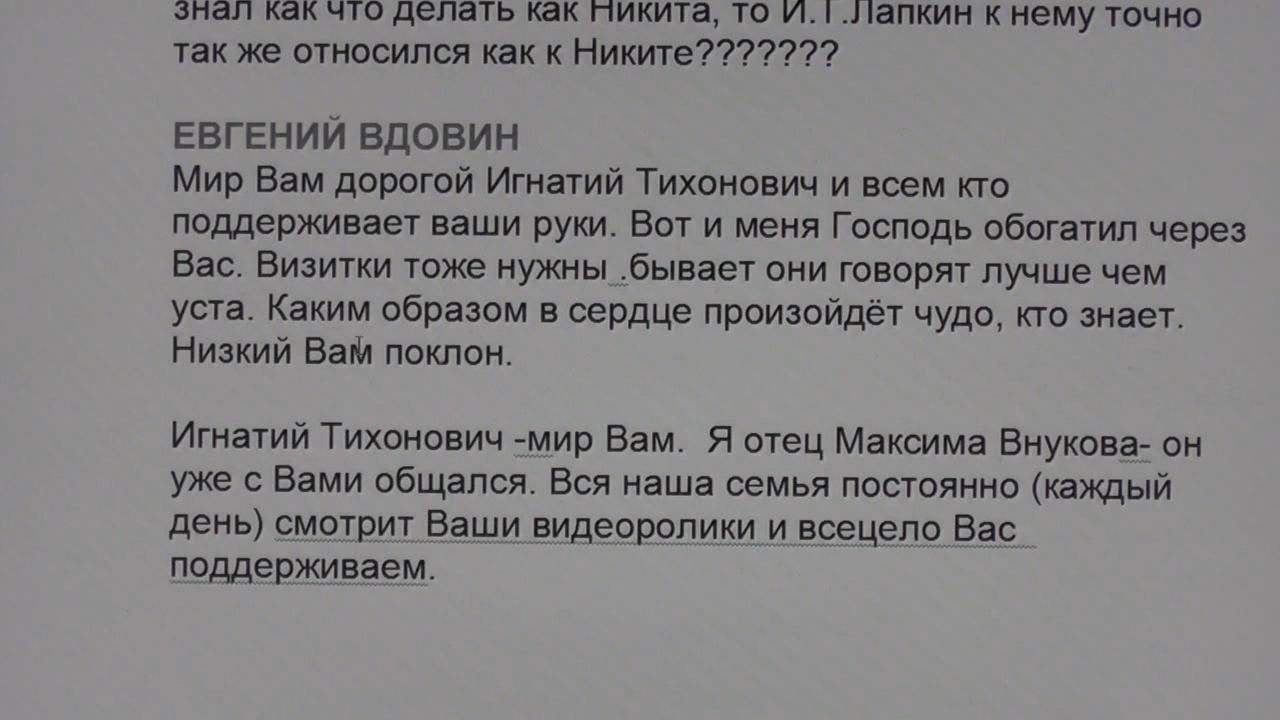 знал как что делать как Никита, то И.Т.Лапкин к нему точно
так же относился как к Никите???????
ЕВГЕНИЙ ВДОВИН
Мир Вам дорогой Игнатий Тихонович и всем кто
поддерживает ваши руки. Вот и меня Господь обогатил через
Вас. Визитки тоже нужны .бывает они говорят лучше чем
уста. Каким образом в сердце произойдёт чудо, кто знает.
Низкий Вам поклон.
Игнатий Тихонович -мир Вам.  Я отец Максима Внукова- он
уже с Вами общался. Вся наша семья постоянно (каждый
день) смотрит Ваши видеоролики и всецело Вас
поддерживаем.